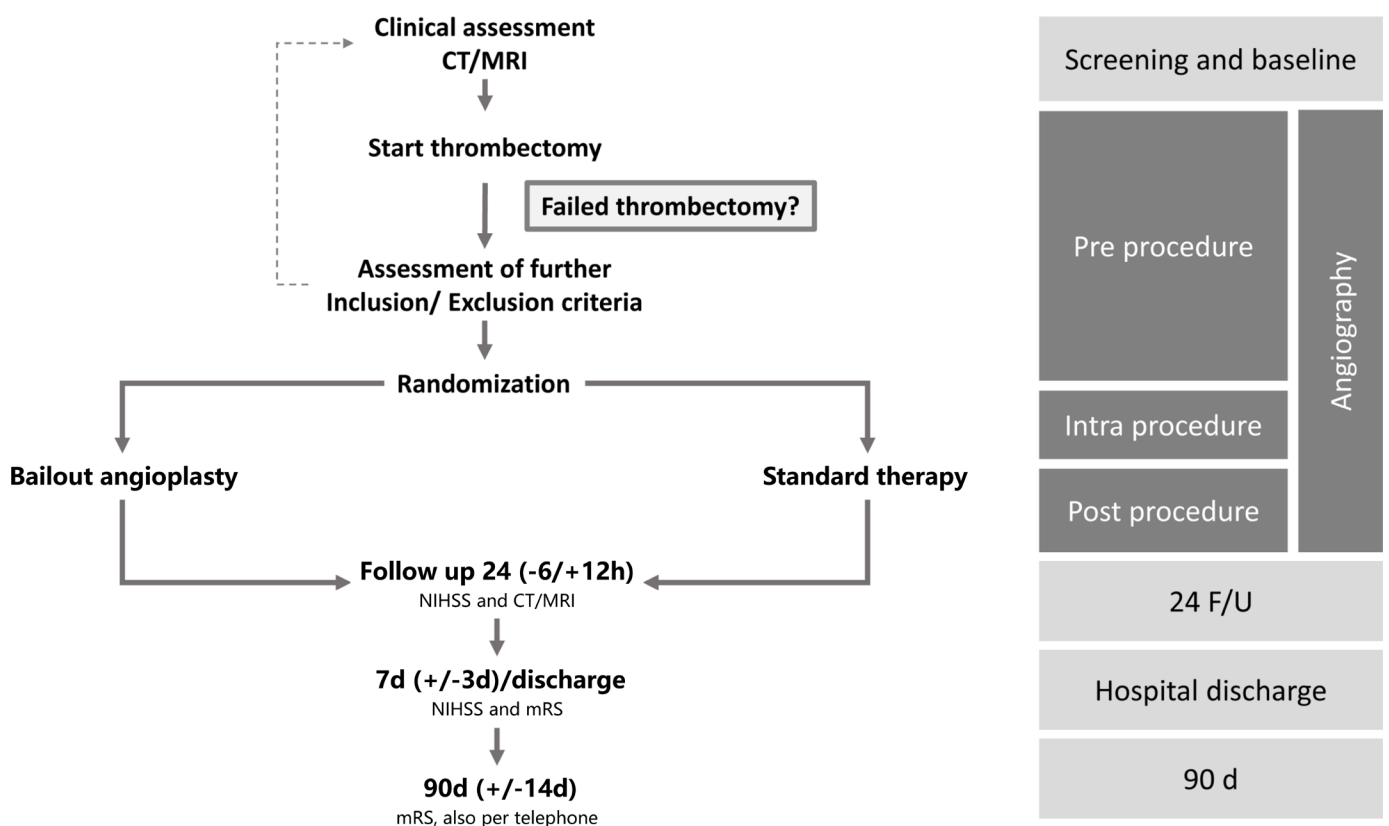 Clinical assessment
CT/MRI
Start thrombectomy
Failed thrombectomy?
Assessment of further
Inclusion/ Exclusion criteria
Randomization
Bailout angioplasty
Standard therapy
Follow up 24 (-6/+12h)
NIHSS and CT/MRI
7d (+/-3d)/discharge
NIHSS and mRS
90d (+/-14d)
mRS, also per telephone
Screening and baseline
Pre procedure
Angiography
Intra procedure
Post procedure
24 F/U
Hospital discharge
90 d